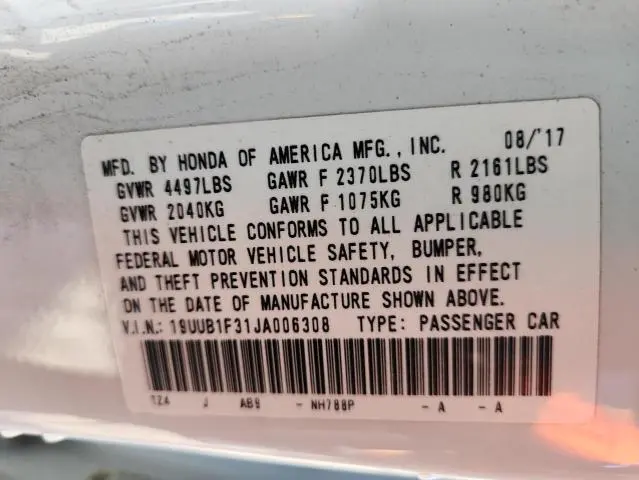 MFD. BY HONDA OF AMERICA MFG., INC. 08/'17
GVWR 4497LBS GAWR F 2370LBS R 2161LBS
GVWR 2040KG GAWR F 1075KG R 980KG
THIS VEHICLE CONFORMS TO ALL APPLICABLE
FEDERAL MOTOR VEHICLE SAFETY, BUMPER,
AND THEFT PREVENTION STANDARDS IN EFFECT
ON THE DATE OF MANUFACTURE SHOWN ABOVE.
V.I.N.: 19UUB1F31JA006308 TYPE: PASSENGER CAR
TZ4 J AB9 - NH788P - A - A